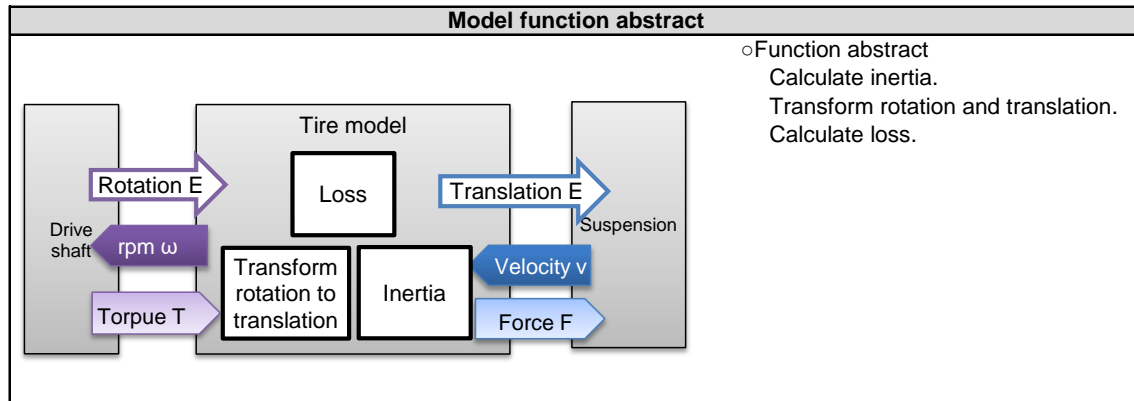 Model function abstract
○Function abstract
Calculate inertia.
Transform rotation and translation.
Calculate loss.
Tire model
Rotation E
Loss
Translation E
Drive
shaft
Suspension
rpm ω
Transform
rotation to
translation
Inertia
Velocity v
Torpue T
Force F